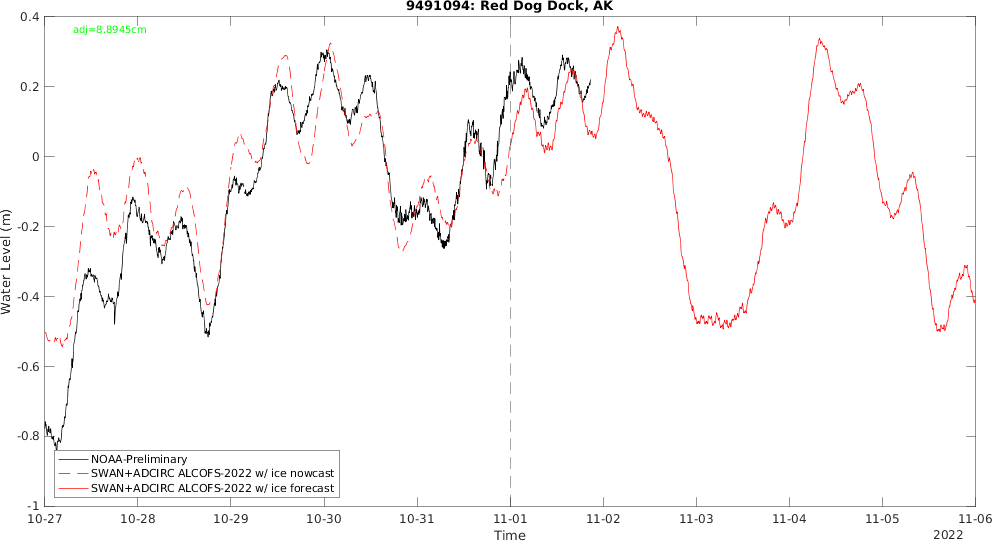 9491094: Red Dog Dock, AK
adj=8.8945cm
Water Level (m)
0.4
0.2
0
-0.2
-0.4
-0.6
-0.8
-1
NOAA-Preliminary
SWAN+ADCIRC ALCOFS-2022 w/ ice nowcast
SWAN+ADCIRC ALCOFS-2022 w/ ice forecast
10-27 10-28 10-29 10-30 10-31 11-01 11-02 11-03 11-04 11-05 11-06
Time
2022